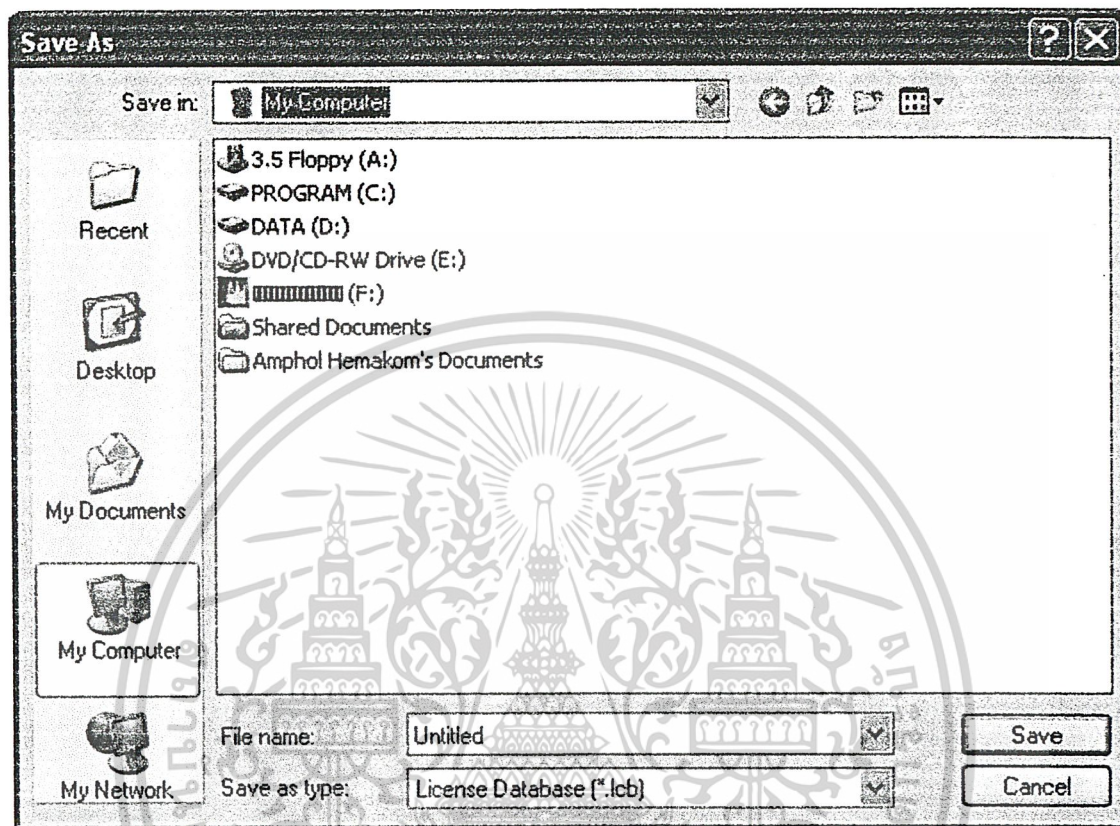 Save As
Save in: My Computer
3.5 Floppy (A:)
PROGRAM (C:)
DATA (D:)
DVD/CD-RW Drive (E:)
(F:)
Shared Documents
Amphol Hemakom's Documents
Recent
Desktop
My Documents
My Computer
My Network
File name: Untitled
Save
Save as type: License Database (*.lcb)
Cancel